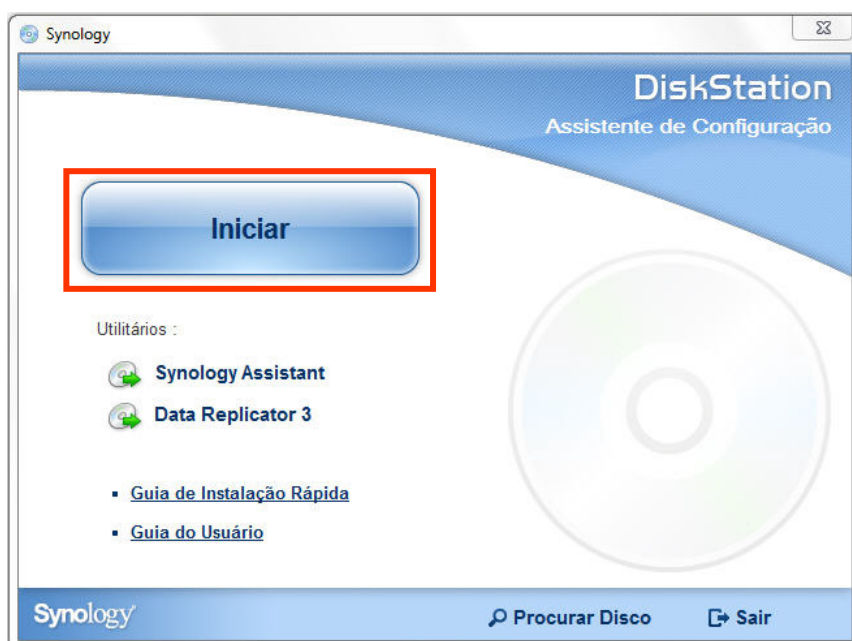 Synology
DiskStation
Assistente de Configuração
Iniciar
Utilitários :
Synology Assistant
Data Replicator 3
Guia de Instalação Rápida
Guia do Usuário
Synology
Procurar Disco
Sair